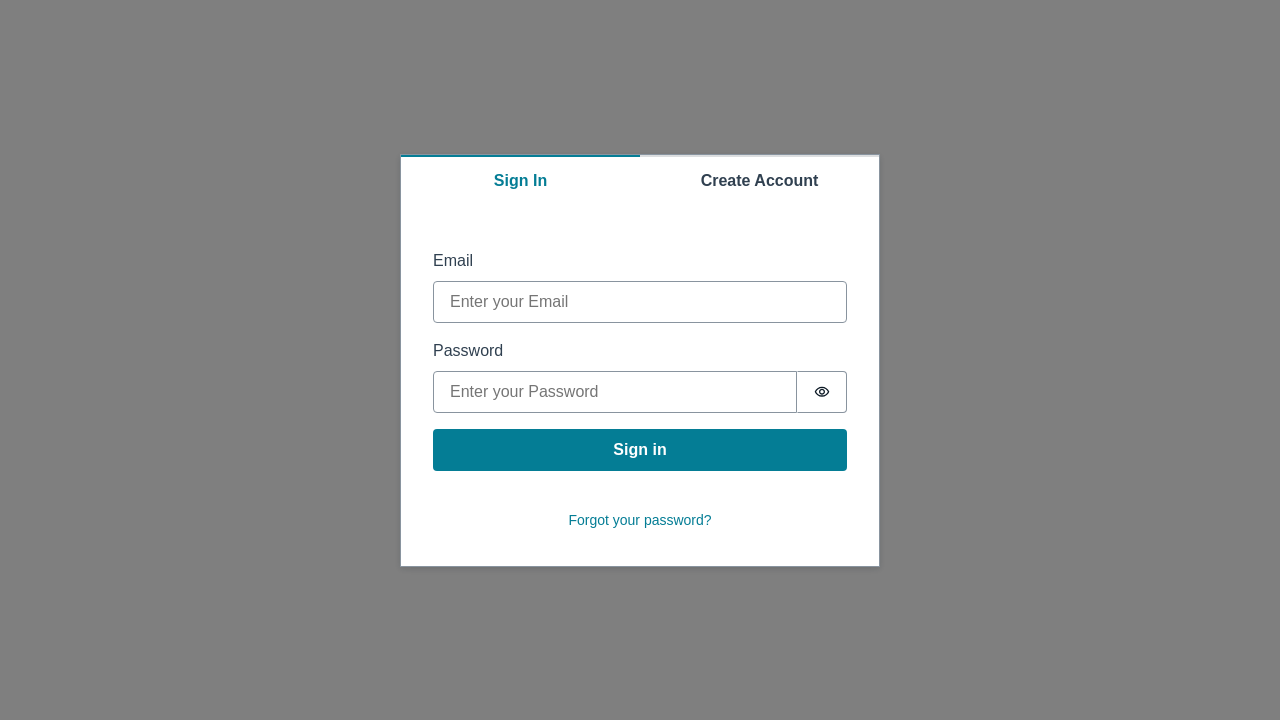 Sign In
Create Account
Email
Enter your Email
Password
Enter your Password
Sign in
Forgot your password?